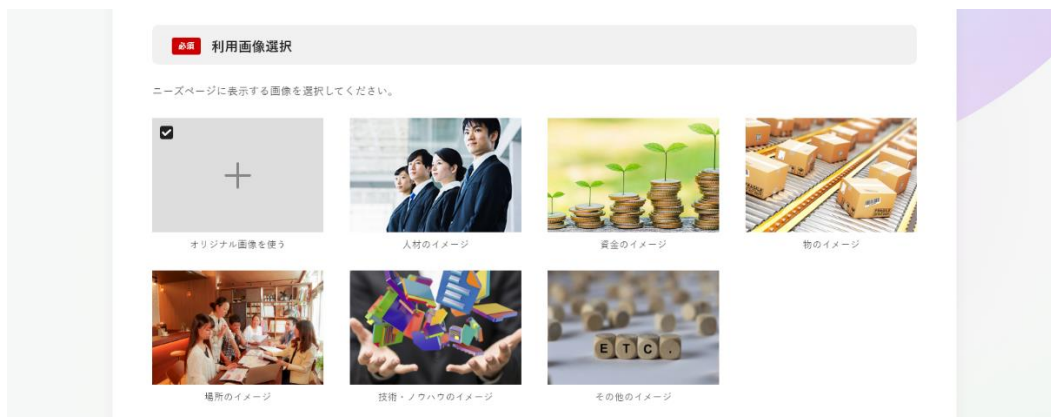 必須 利用画像選択
ニーズページに表示する画像を選択してください。
オリジナル画像を使う
人材のイメージ
資金のイメージ
物のイメージ
E T C .
場所のイメージ
技術・ノウハウのイメージ
その他のイメージ